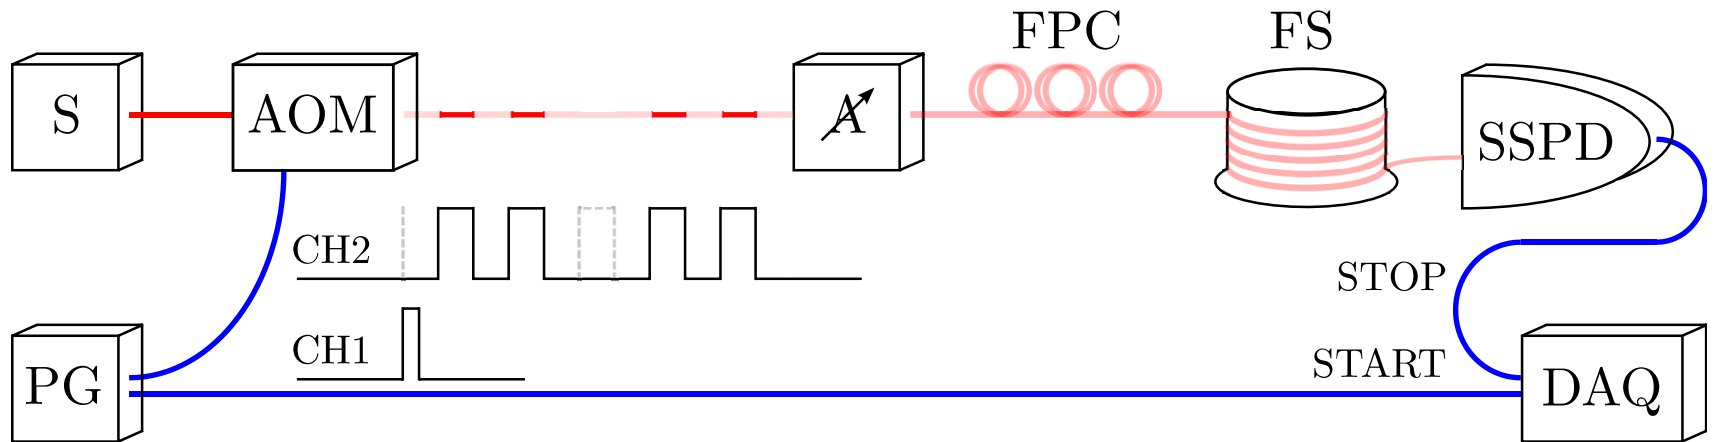 FPC
FS
S
AOM
A
SSPD
CH2
STOP
CH1
START
PG
DAQ